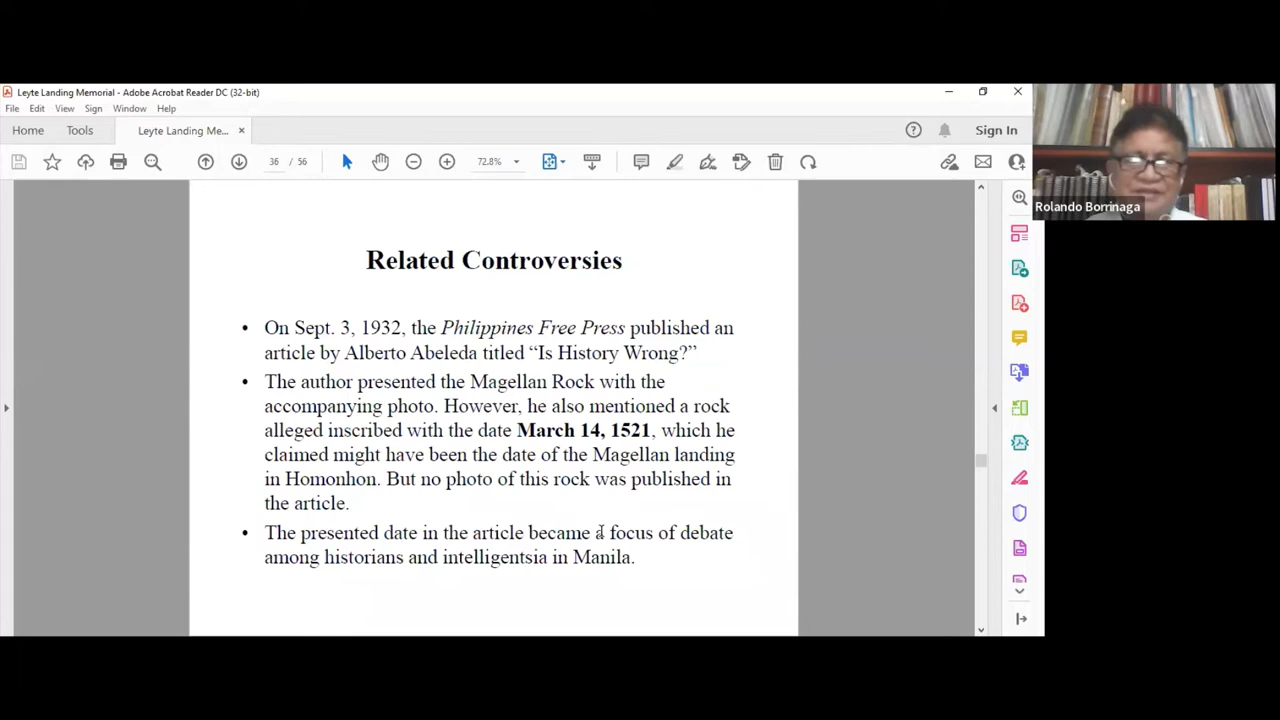 Leyte Landing Memorial - Adobe Acrobat Reader DC (32-bit)
File Edit View Sign Window Help
Home Tools Leyte Landing Me... Sign In
36 / 56 72.8%
Rolando Borrinaga
Related Controversies
• On Sept. 3, 1932, the Philippines Free Press published an
article by Alberto Abeleda titled “Is History Wrong?”
• The author presented the Magellan Rock with the
accompanying photo. However, he also mentioned a rock
alleged inscribed with the date March 14, 1521, which he
claimed might have been the date of the Magellan landing
in Homonhon. But no photo of this rock was published in
the article.
• The presented date in the article became a focus of debate
among historians and intelligentsia in Manila.